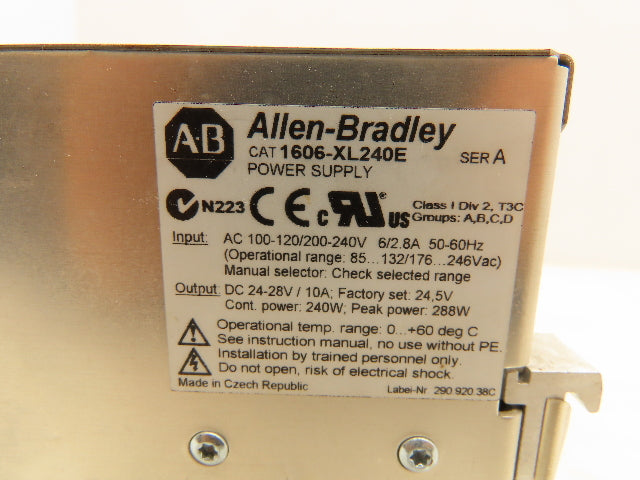 AB Allen-Bradley
CAT 1606-XL240E SER A
POWER SUPPLY
N223 CE c RU US Class I Div 2, T3C
Groups: A,B,C,D
Input: AC 100-120/200-240V 6/2.8A 50-60Hz
(Operational range: 85...132/176...246Vac)
Manual selector: Check selected range
Output: DC 24-28V / 10A; Factory set: 24,5V
Cont. power: 240W; Peak power: 288W
Operational temp. range: 0...+60 deg C
See instruction manual, no use without PE.
Installation by trained personnel only.
Do not open, risk of electrical shock.
Made in Czech Republic Label-Nr 290.920.38C